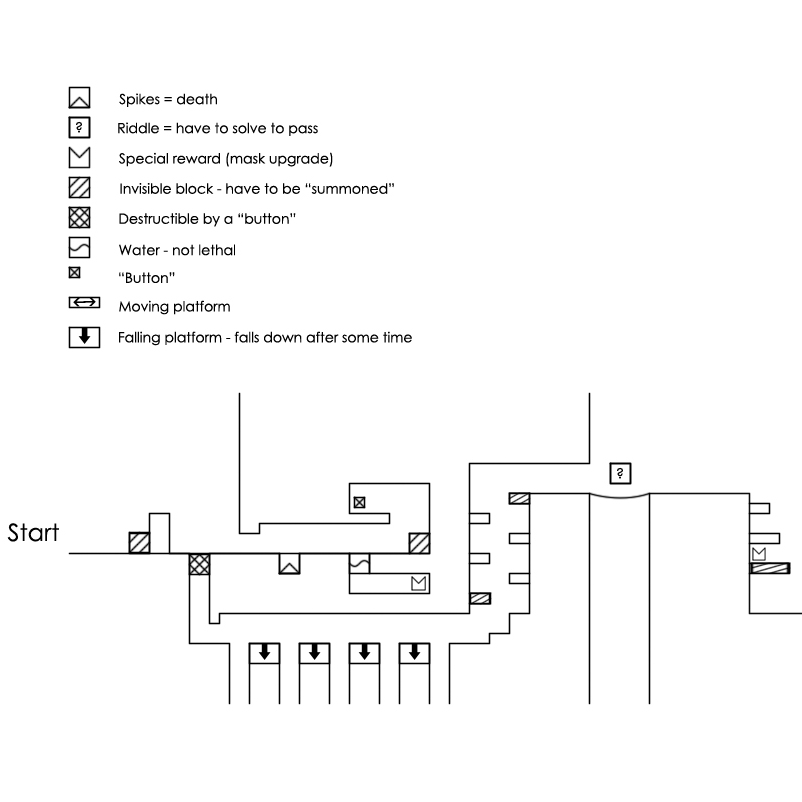 Spikes = death
?
Riddle = have to solve to pass
Special reward (mask upgrade)
Invisible block - have to be “summoned”
Destructible by a “button”
Water - not lethal
“Button”
Moving platform
Falling platform - falls down after some time
?
Start